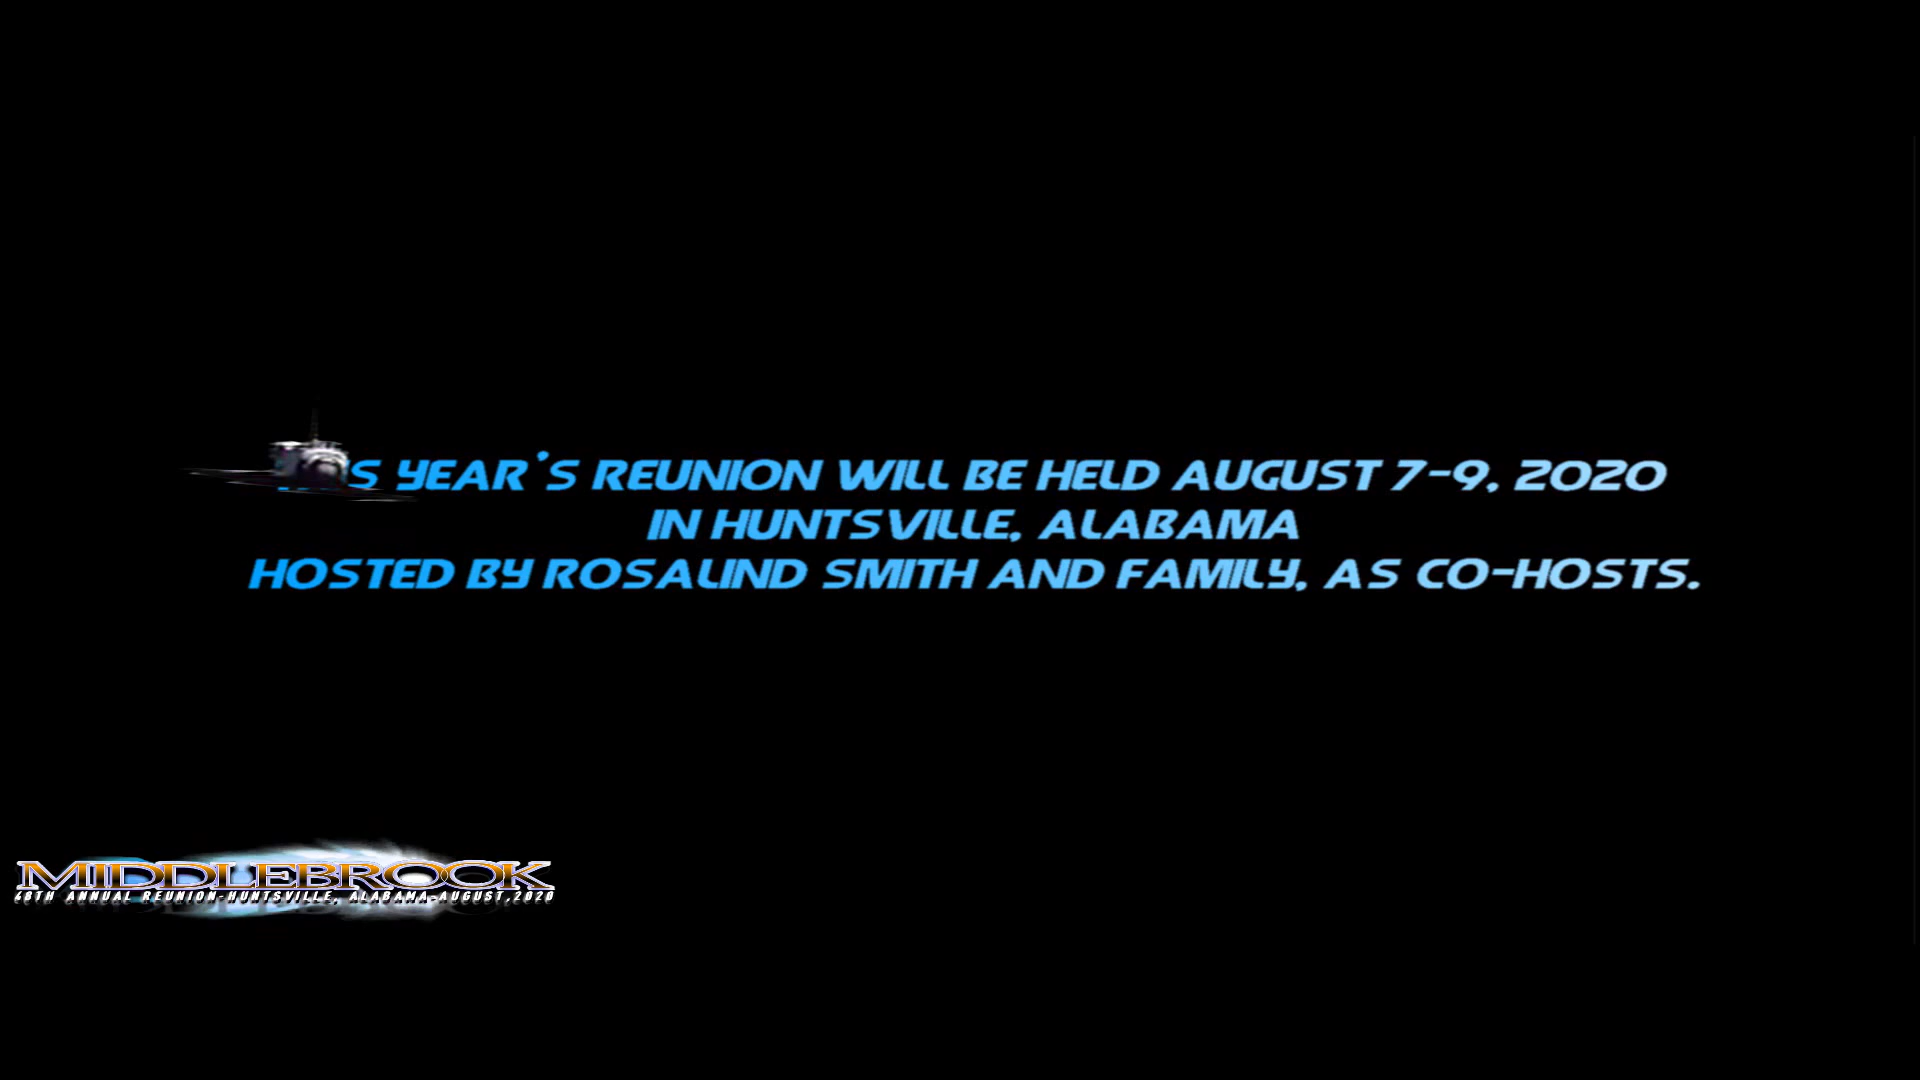 S YEAR'S REUNION WILL BE HELD AUGUST 7-9, 2020
IN HUNTSVILLE, ALABAMA
HOSTED BY ROSALIND SMITH AND FAMILY, AS CO-HOSTS.
MIDDLEBROOK
40TH ANNUAL REUNION-HUNTSVILLE, ALABAMA-AUGUST,2020